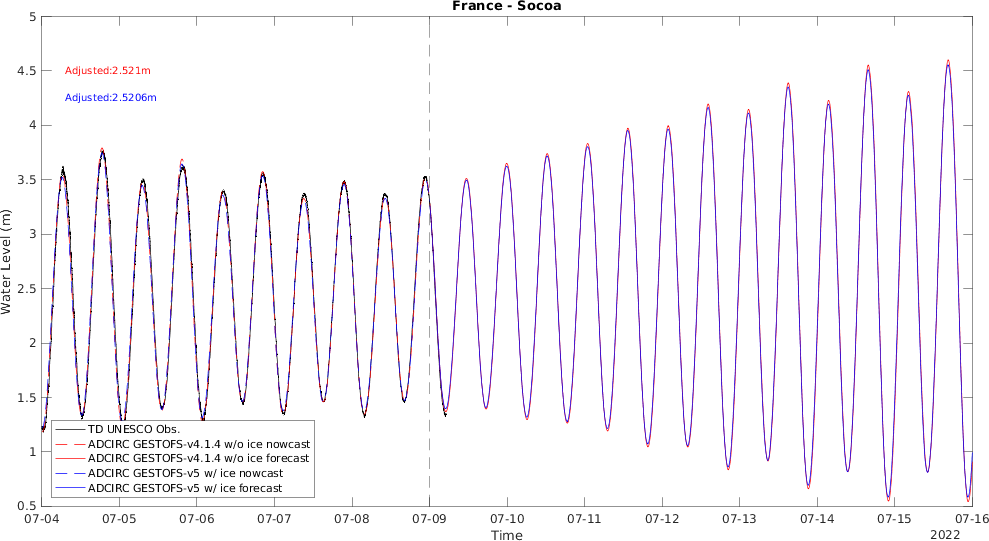 France - Socoa
5
4.5
4
3.5
3
2.5
2
1.5
1
0.5
Water Level (m)
Adjusted:2.521m
Adjusted:2.5206m
TD UNESCO Obs.
ADCIRC GESTOFS-v4.1.4 w/o ice nowcast
ADCIRC GESTOFS-v4.1.4 w/o ice forecast
ADCIRC GESTOFS-v5 w/ ice nowcast
ADCIRC GESTOFS-v5 w/ ice forecast
07-04 07-05 07-06 07-07 07-08 07-09 07-10 07-11 07-12 07-13 07-14 07-15 07-16
Time
2022